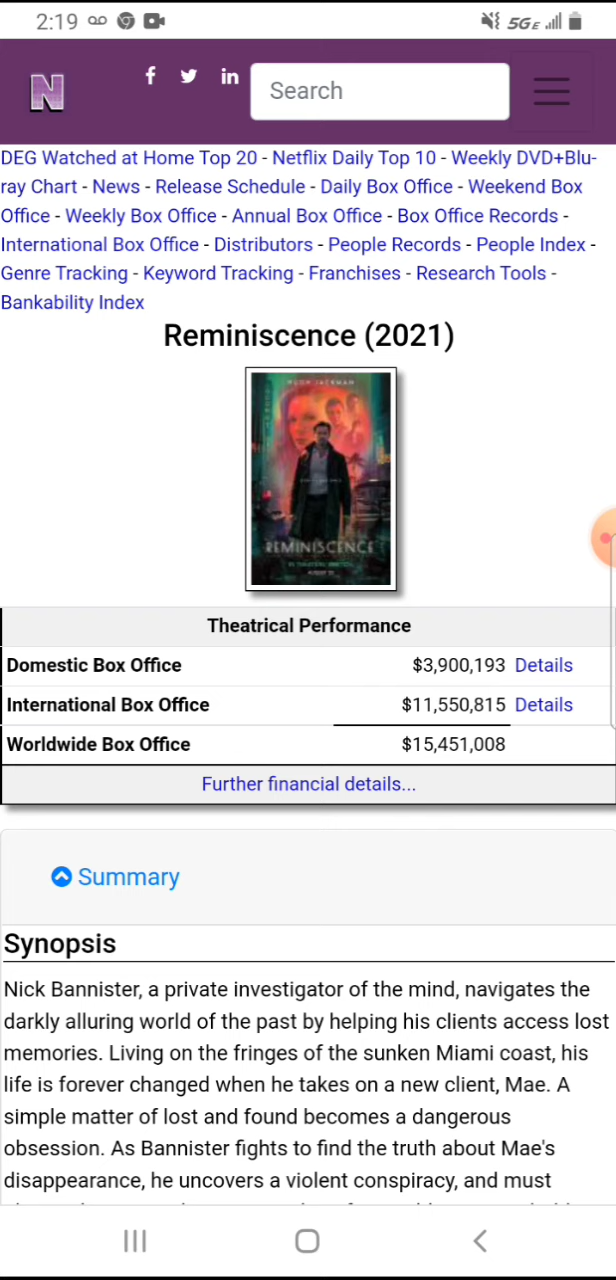 2:19
5GE
N
f in Search
DEG Watched at Home Top 20 - Netflix Daily Top 10 - Weekly DVD+Blu-
ray Chart - News - Release Schedule - Daily Box Office - Weekend Box
Office - Weekly Box Office - Annual Box Office - Box Office Records -
International Box Office - Distributors - People Records - People Index -
Genre Tracking - Keyword Tracking - Franchises - Research Tools -
Bankability Index
Reminiscence (2021)
HUGH JACKMAN
REMINISCENCE
Theatrical Performance
Domestic Box Office $3,900,193 Details
International Box Office $11,550,815 Details
Worldwide Box Office $15,451,008
Further financial details...
Summary
Synopsis
Nick Bannister, a private investigator of the mind, navigates the
darkly alluring world of the past by helping his clients access lost
memories. Living on the fringes of the sunken Miami coast, his
life is forever changed when he takes on a new client, Mae. A
simple matter of lost and found becomes a dangerous
obsession. As Bannister fights to find the truth about Mae's
disappearance, he uncovers a violent conspiracy, and must